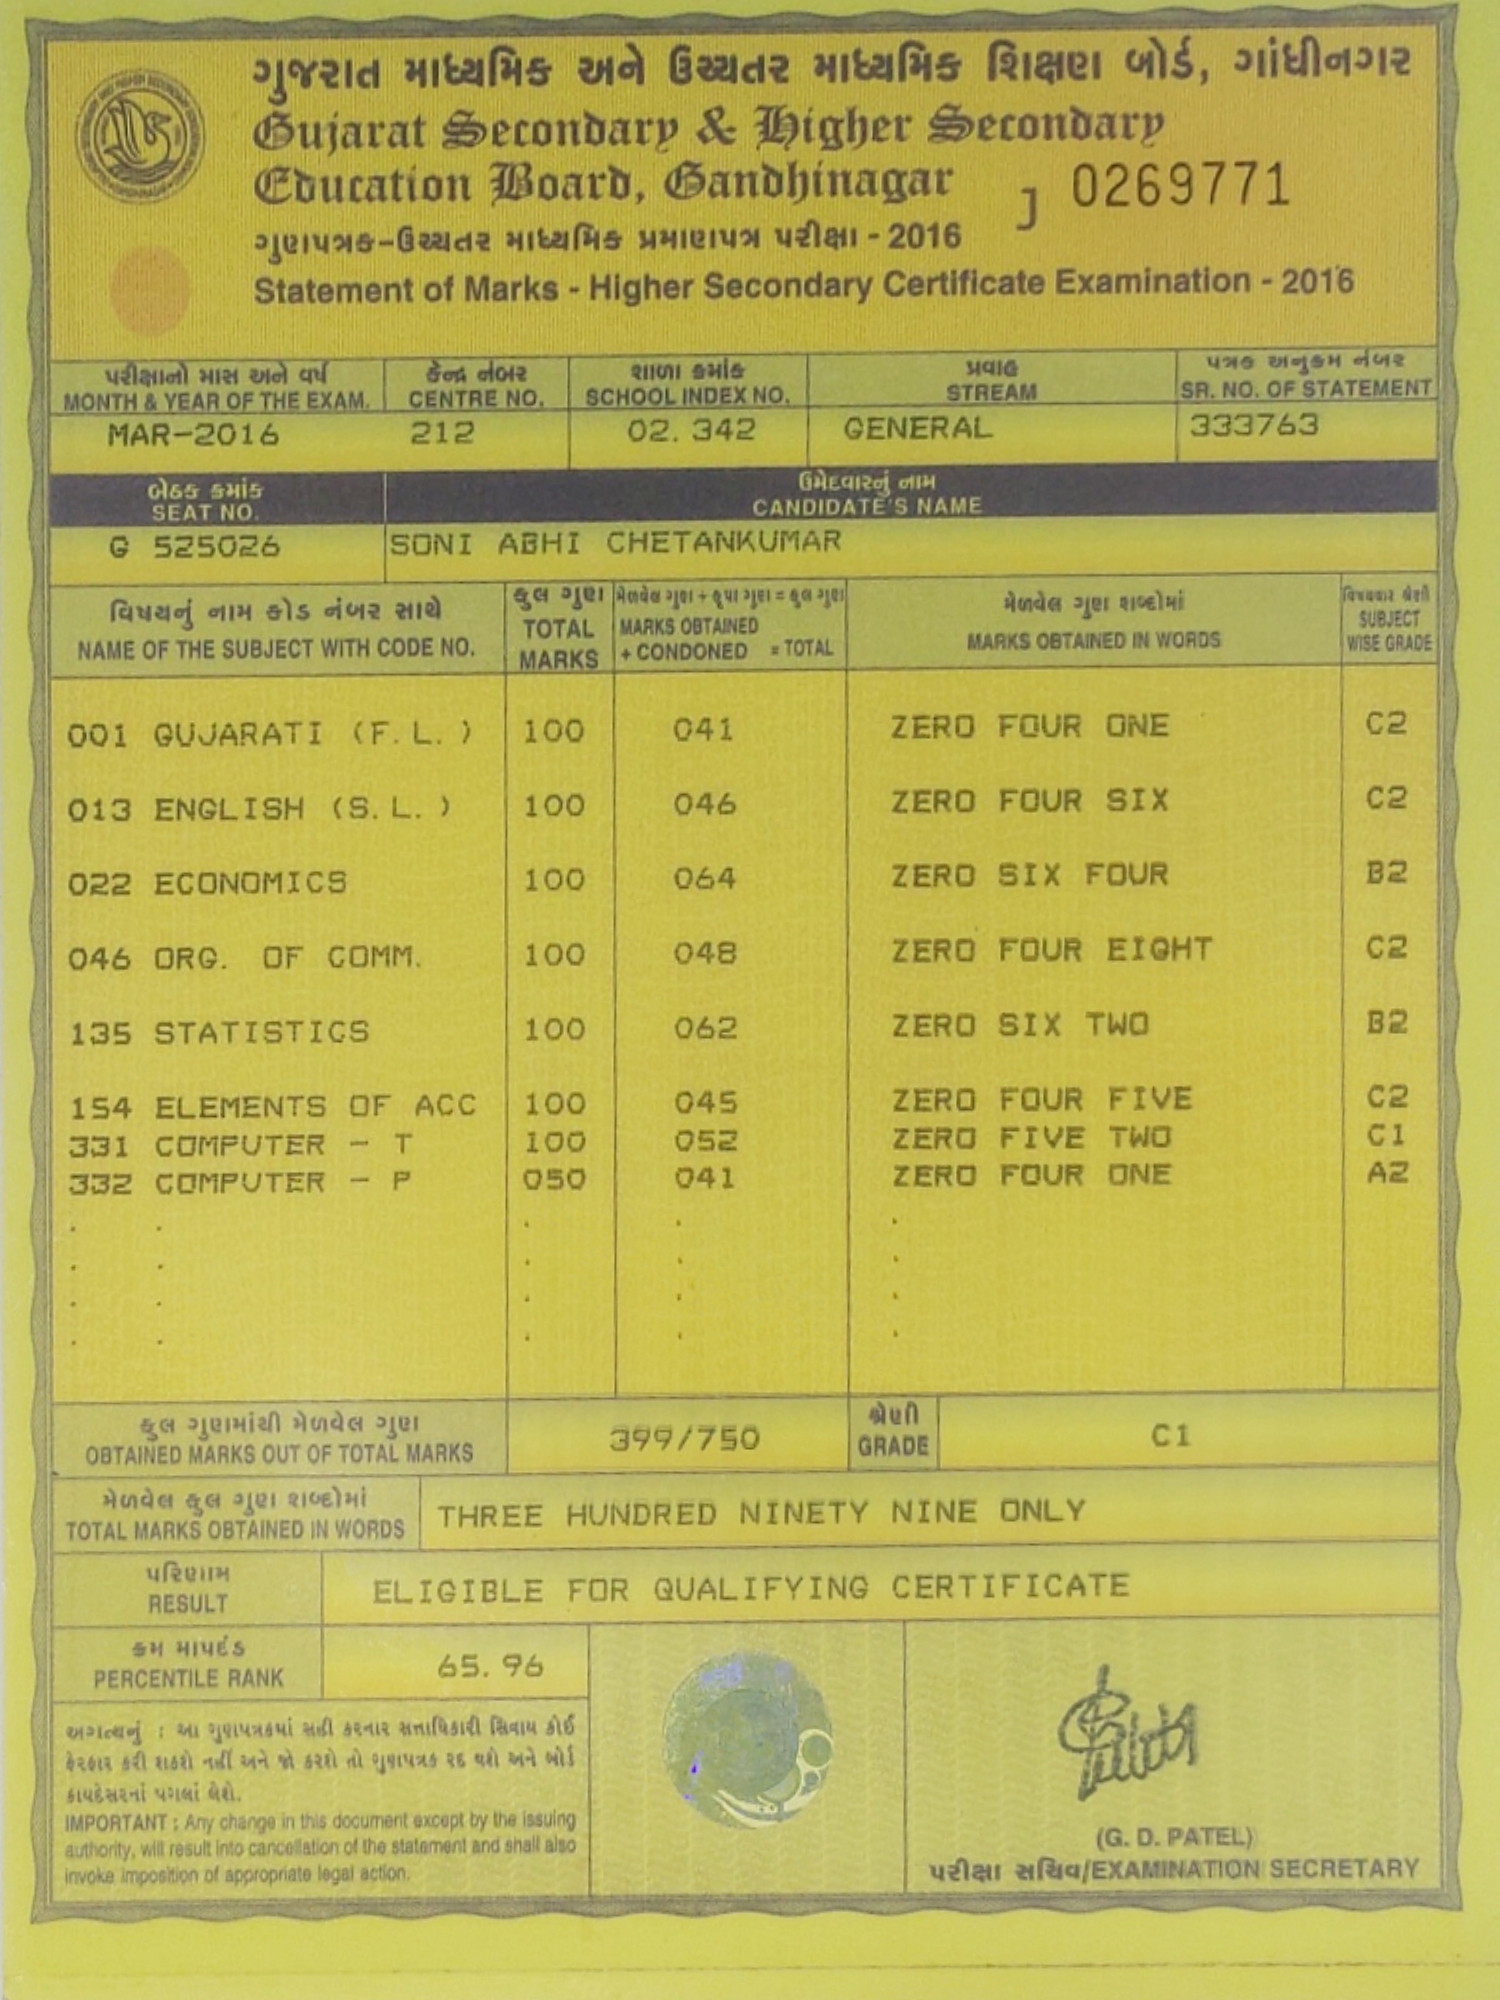 ગુજરાત માધ્યમિક અને ઉચ્ચતર માધ્યમિક શિક્ષણ બોર્ડ, ગાંધીનગર
Gujarat Secondary & Higher Secondary
Education Board, Gandhinagar
J 0269771
ગુણપત્રક-ઉચ્ચતર માધ્યમિક પ્રમાણપત્ર પરીક્ષા - 2016
Statement of Marks - Higher Secondary Certificate Examination - 2016
પરીક્ષાનો માસ અને વર્ષ કેન્દ્ર નંબર શાળા ક્રમાંક પ્રવાહ પત્રક અનુક્રમ નંબર
MONTH & YEAR OF THE EXAM. CENTRE NO. SCHOOL INDEX NO. STREAM SR. NO. OF STATEMENT
MAR-2016 212 02. 342 GENERAL 333763
બેઠક ક્રમાંક ઉમેદવારનું નામ
SEAT NO. CANDIDATE'S NAME
G 525026 SONI ABHI CHETANKUMAR
વિષયનું નામ કોડ નંબર સાથે કુલ ગુણ મેળવેલ ગુણ + કૃપા ગુણ = કુલ ગુણ મેળવેલ ગુણ શબ્દોમાં વિષયવાર શ્રેણી
NAME OF THE SUBJECT WITH CODE NO. TOTAL MARKS MARKS OBTAINED + CONDONED = TOTAL MARKS OBTAINED IN WORDS SUBJECT WISE GRADE
001 GUJARATI (F.L.) 100 041 ZERO FOUR ONE C2
013 ENGLISH (S.L.) 100 046 ZERO FOUR SIX C2
022 ECONOMICS 100 064 ZERO SIX FOUR B2
046 ORG. OF COMM. 100 048 ZERO FOUR EIGHT C2
135 STATISTICS 100 062 ZERO SIX TWO B2
154 ELEMENTS OF ACC 100 045 ZERO FOUR FIVE C2
331 COMPUTER - T 100 052 ZERO FIVE TWO C1
332 COMPUTER - P 050 041 ZERO FOUR ONE A2
કુલ ગુણમાંથી મેળવેલ ગુણ શ્રેણી
OBTAINED MARKS OUT OF TOTAL MARKS 399/750 GRADE C1
મેળવેલ કુલ ગુણ શબ્દોમાં
TOTAL MARKS OBTAINED IN WORDS THREE HUNDRED NINETY NINE ONLY
પરિણામ
RESULT ELIGIBLE FOR QUALIFYING CERTIFICATE
ક્રમ માપદંડ
PERCENTILE RANK 65. 96
અગત્યનું : આ ગુણપત્રકમાં સહી કરનાર સત્તાધિકારી સિવાય કોઈ
ફેરફાર કરી શકશે નહીં અને જો કરશે તો ગુણપત્રક રદ થશે અને બોર્ડ
કાયદેસરનાં પગલાં લેશે.
IMPORTANT : Any change in this document except by the issuing
authority, will result into cancellation of the statement and shall also
invoke imposition of appropriate legal action.
(G. D. PATEL)
પરીક્ષા સચિવ/EXAMINATION SECRETARY